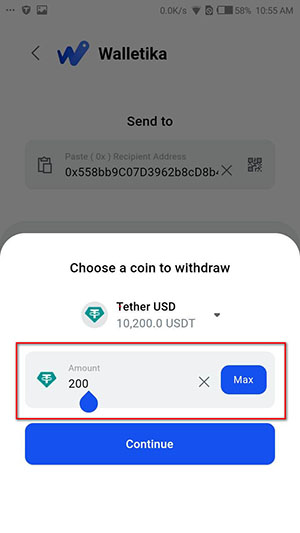 0.0K/s 58% 10:55 AM
Walletika
Send to
Paste ( 0x ) Recipient Address
0x558bb9C07D3962b8cD8b4
Choose a coin to withdraw
Tether USD
10,200.0 USDT
Amount
200
Max
Continue